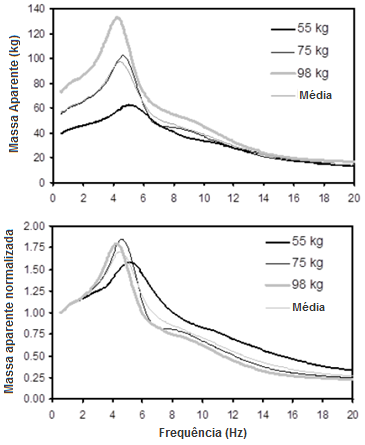 Massa Aparente (kg)
140
120
100
80
60
40
20
0
55 kg
75 kg
98 kg
Média
0 2 4 6 8 10 12 14 16 18 20
Massa aparente normalizada
2.00
1.75
1.50
1.25
1.00
0.75
0.50
0.25
0.00
55 kg
75 kg
98 kg
Média
0 2 4 6 8 10 12 14 16 18 20
Frequência (Hz)